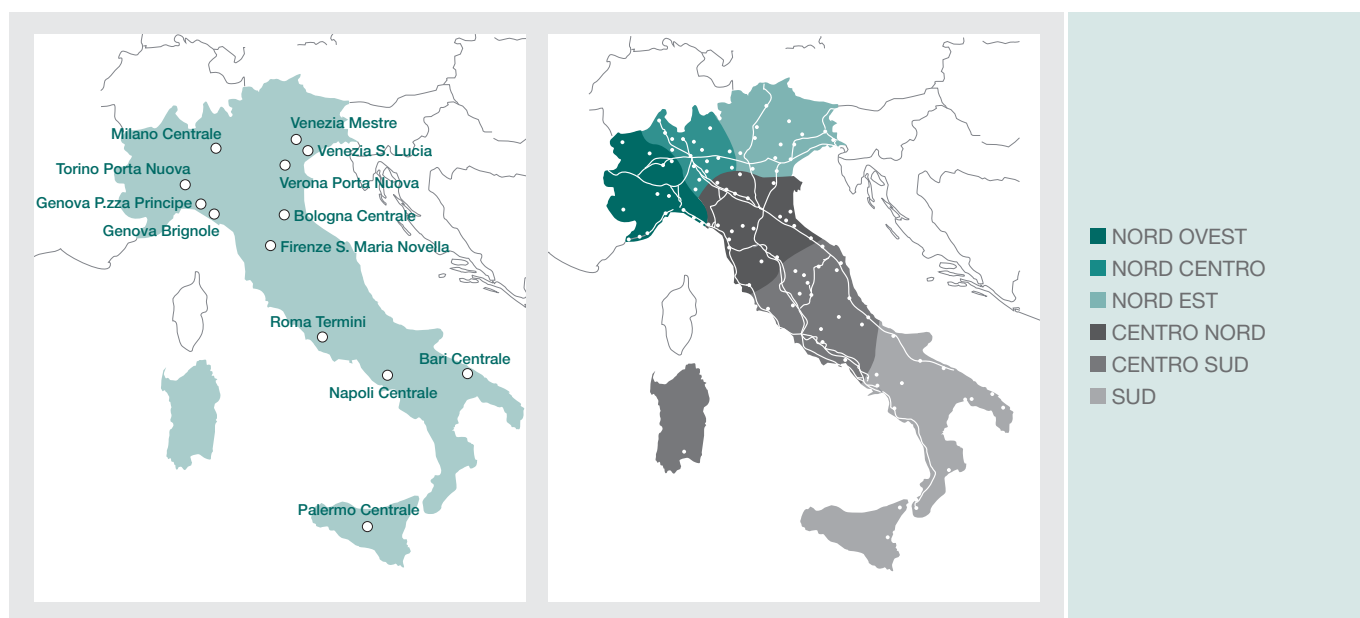 Venezia Mestre
Milano Centrale
Venezia S. Lucia
Torino Porta Nuova
Verona Porta Nuova
Genova P.zza Principe
Bologna Centrale
Genova Brignole
Firenze S. Maria Novella
Roma Termini
Bari Centrale
Napoli Centrale
Palermo Centrale
NORD OVEST
NORD CENTRO
NORD EST
CENTRO NORD
CENTRO SUD
SUD